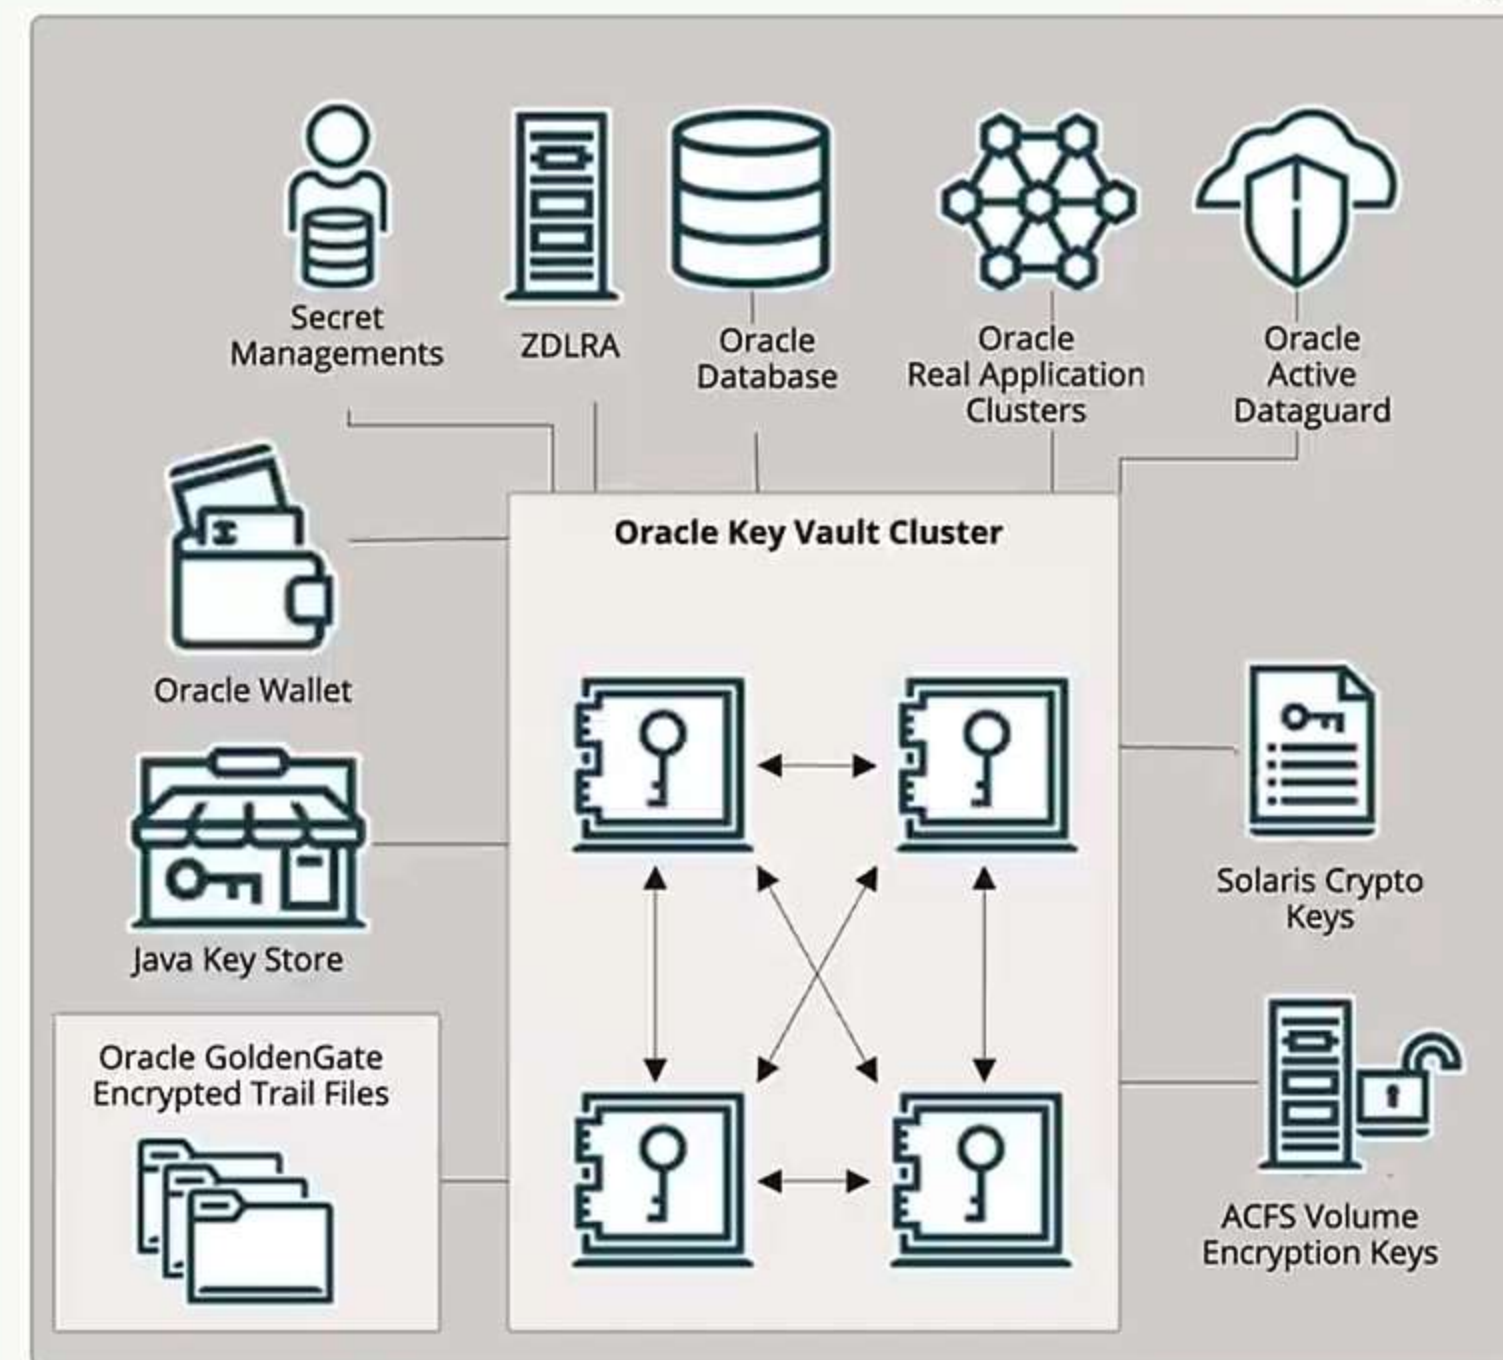 Secret
Managements
ZDLRA
Oracle
Database
Oracle
Real Application
Clusters
Oracle
Active
Dataguard
Oracle Key Vault Cluster
Oracle Wallet
Java Key Store
Solaris Crypto
Keys
Oracle GoldenGate
Encrypted Trail Files
ACFS Volume
Encryption Keys